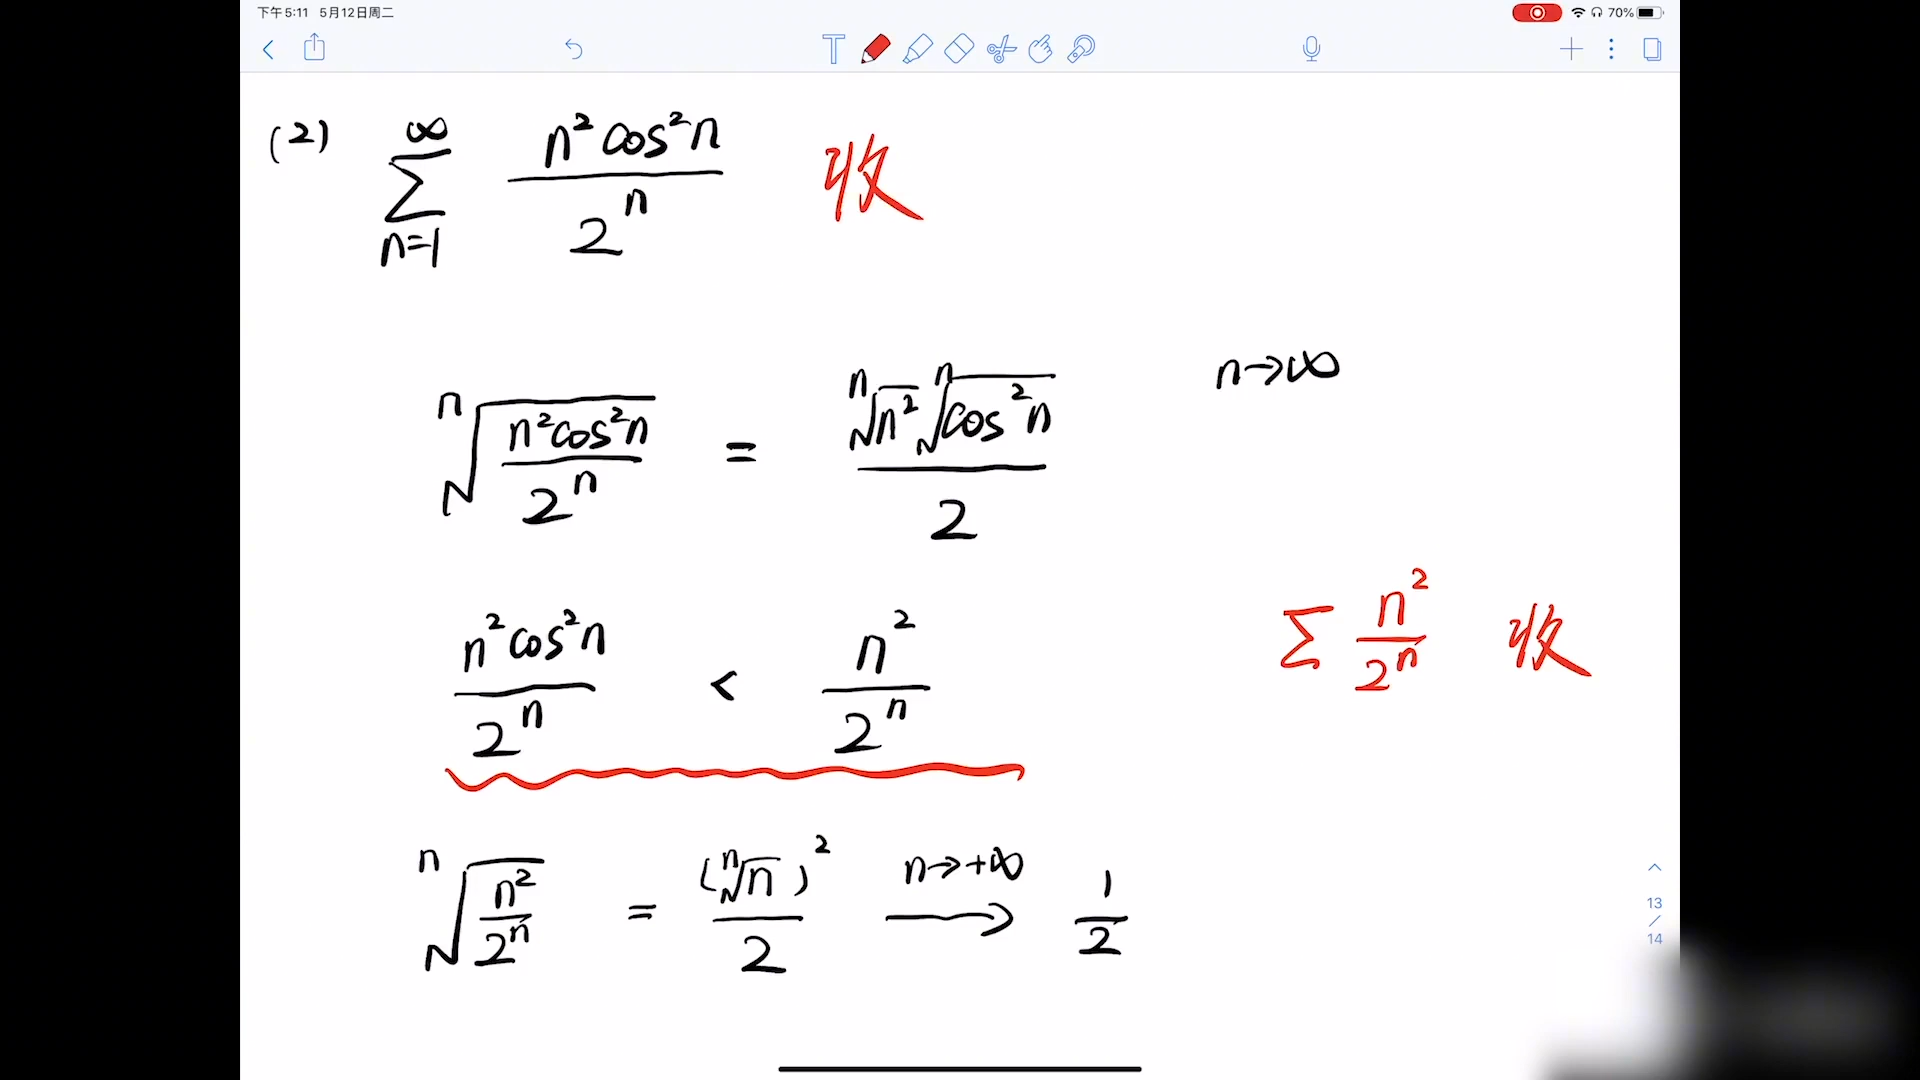 下午5:11 5月12日周二
70%
T
(2) ∞ ∑ n=1 n²cos²n / 2ⁿ 收
n→∞
ⁿ√(n²cos²n / 2ⁿ) = ⁿ√n² ⁿ√cos²n / 2
n²cos²n / 2ⁿ < n² / 2ⁿ
∑ n² / 2ⁿ 收
ⁿ√(n² / 2ⁿ) = (ⁿ√n)² / 2 n→+∞ → 1/2
13
/
14